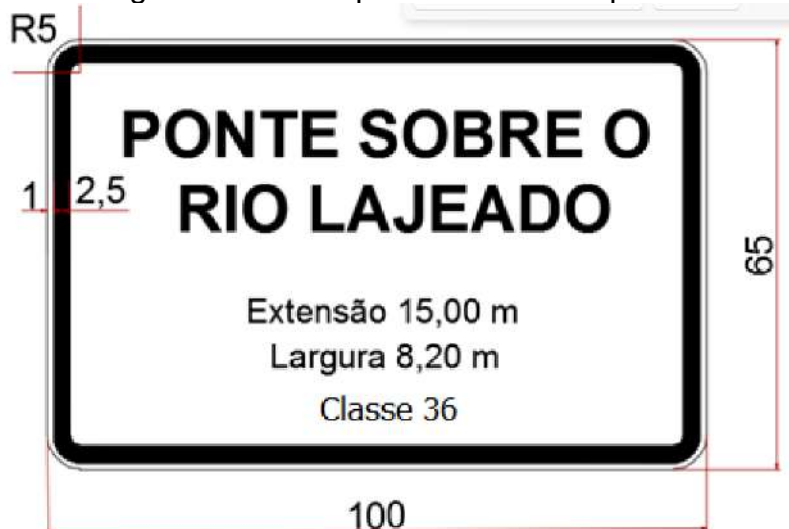 R5
PONTE SOBRE O
RIO LAJEADO
1 2,5
65
Extensão 15,00 m
Largura 8,20 m
Classe 36
100